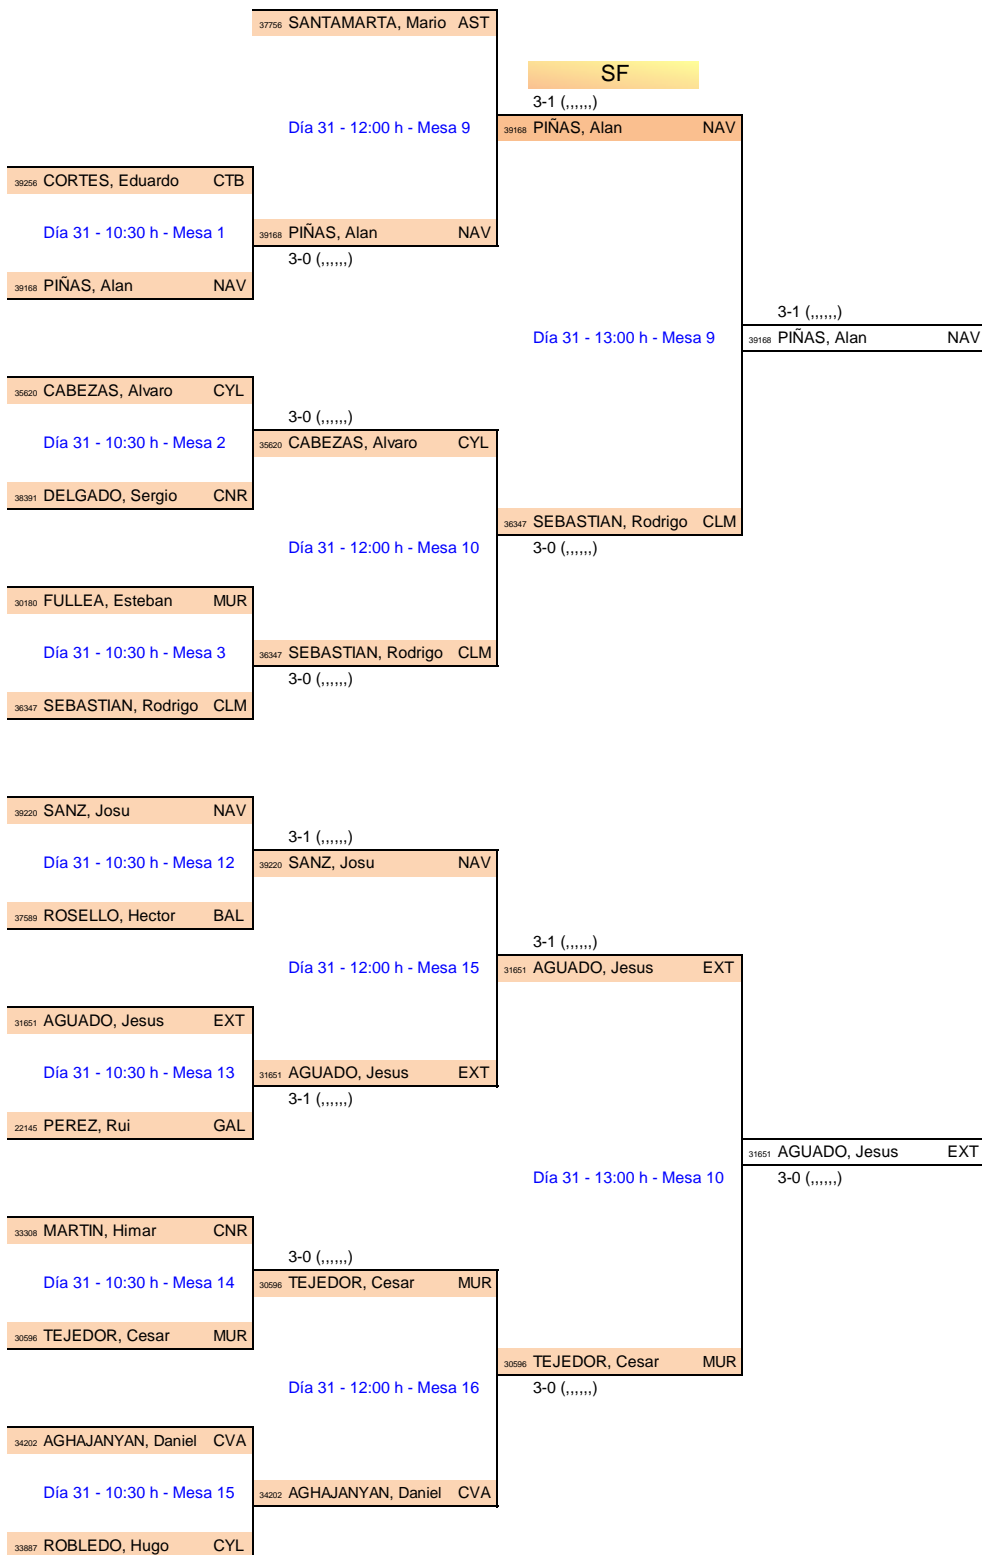 37756 SANTAMARTA, Mario AST
SF
3-1 (,,,,,,)
Día 31 - 12:00 h - Mesa 9
39168 PIÑAS, Alan NAV
39256 CORTES, Eduardo CTB
Día 31 - 10:30 h - Mesa 1
39168 PIÑAS, Alan NAV
3-0 (,,,,,,)
39168 PIÑAS, Alan NAV
3-1 (,,,,,,)
Día 31 - 13:00 h - Mesa 9
39168 PIÑAS, Alan NAV
35620 CABEZAS, Alvaro CYL
3-0 (,,,,,,)
Día 31 - 10:30 h - Mesa 2
35620 CABEZAS, Alvaro CYL
38391 DELGADO, Sergio CNR
36347 SEBASTIAN, Rodrigo CLM
Día 31 - 12:00 h - Mesa 10
3-0 (,,,,,,)
30180 FULLEA, Esteban MUR
Día 31 - 10:30 h - Mesa 3
36347 SEBASTIAN, Rodrigo CLM
3-0 (,,,,,,)
36347 SEBASTIAN, Rodrigo CLM
39220 SANZ, Josu NAV
3-1 (,,,,,,)
Día 31 - 10:30 h - Mesa 12
39220 SANZ, Josu NAV
37589 ROSELLO, Hector BAL
3-1 (,,,,,,)
Día 31 - 12:00 h - Mesa 15
31651 AGUADO, Jesus EXT
31651 AGUADO, Jesus EXT
Día 31 - 10:30 h - Mesa 13
31651 AGUADO, Jesus EXT
3-1 (,,,,,,)
22145 PEREZ, Rui GAL
31651 AGUADO, Jesus EXT
Día 31 - 13:00 h - Mesa 10
3-0 (,,,,,,)
33308 MARTIN, Himar CNR
3-0 (,,,,,,)
Día 31 - 10:30 h - Mesa 14
30596 TEJEDOR, Cesar MUR
30596 TEJEDOR, Cesar MUR
30596 TEJEDOR, Cesar MUR
Día 31 - 12:00 h - Mesa 16
3-0 (,,,,,,)
34202 AGHAJANYAN, Daniel CVA
Día 31 - 10:30 h - Mesa 15
34202 AGHAJANYAN, Daniel CVA
33887 ROBLEDO, Hugo CYL